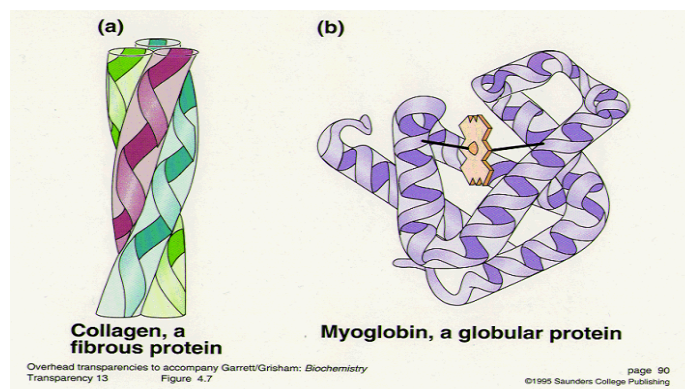 (a)
(b)
Collagen, a
fibrous protein
Myoglobin, a globular protein
Overhead transparencies to accompany Garrett/Grisham: Biochemistry
page 90
Transparency 13 Figure 4.7
©1995 Saunders College Publishing